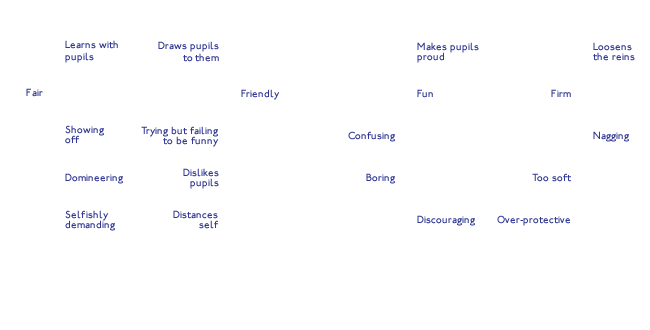 Learns with
pupils
Draws pupils
to them
Makes pupils
proud
Loosens
the reins
Fair
Friendly
Fun
Firm
Showing
off
Trying but failing
to be funny
Confusing
Nagging
Domineering
Dislikes
pupils
Boring
Too soft
Selfishly
demanding
Distances
self
Discouraging
Over-protective